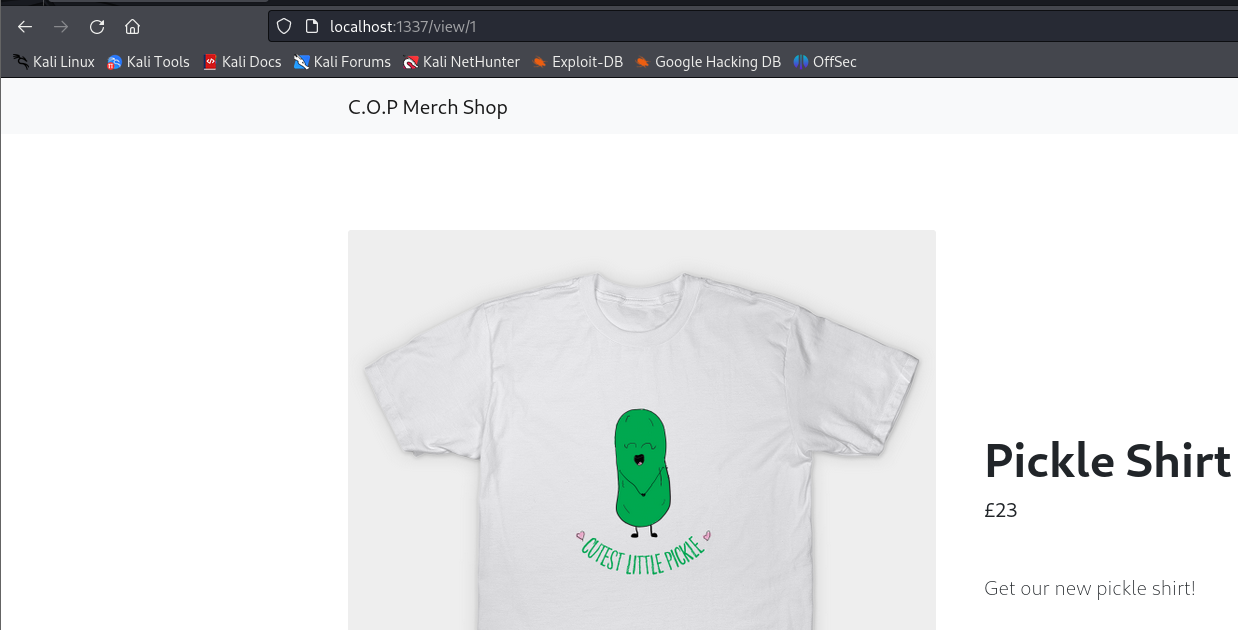 localhost:1337/view/1
Kali Linux Kali Tools Kali Docs Kali Forums Kali NetHunter Exploit-DB Google Hacking DB OffSec
C.O.P Merch Shop
CUTEST LITTLE PICKLE
Pickle Shirt
£23
Get our new pickle shirt!